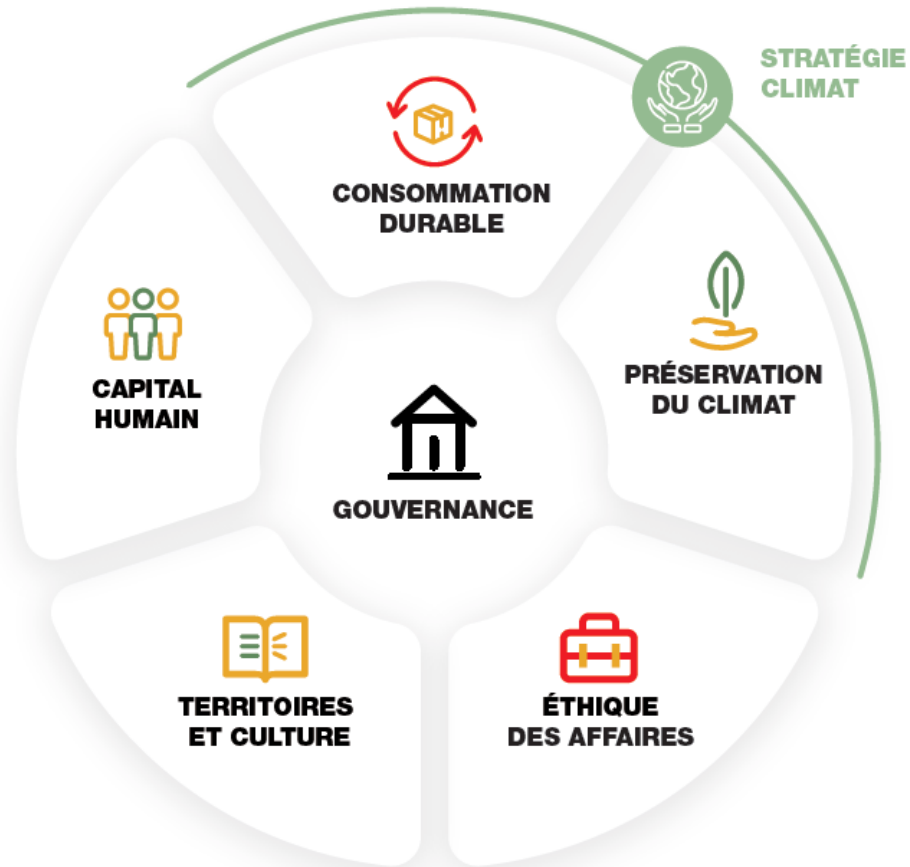 STRATÉGIE
CLIMAT
CONSOMMATION
DURABLE
CAPITAL
HUMAIN
PRÉSERVATION
DU CLIMAT
GOUVERNANCE
TERRITOIRES
ET CULTURE
ÉTHIQUE
DES AFFAIRES